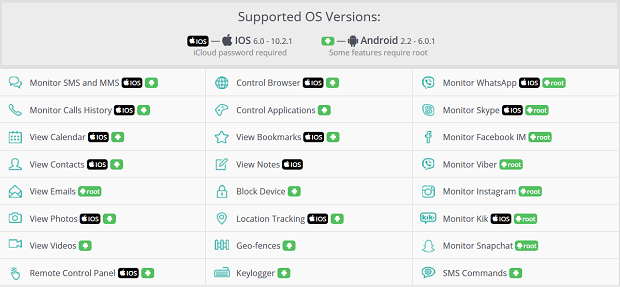 Supported OS Versions:
iOS — IOS 6.0 - 10.2.1
— Android 2.2 - 6.0.1
iCloud password required
Some features require root
Monitor SMS and MMS iOS
Control Browser iOS
Monitor WhatsApp iOS root
Monitor Calls History iOS
Control Applications
Monitor Skype iOS root
View Calendar iOS
View Bookmarks iOS
Monitor Facebook IM root
View Contacts iOS
View Notes iOS
Monitor Viber root
View Emails root
Block Device
Monitor Instagram root
View Photos iOS
Location Tracking iOS
kik Monitor Kik iOS root
View Videos
Geo-fences
Monitor Snapchat root
Remote Control Panel iOS
Keylogger
SMS Commands